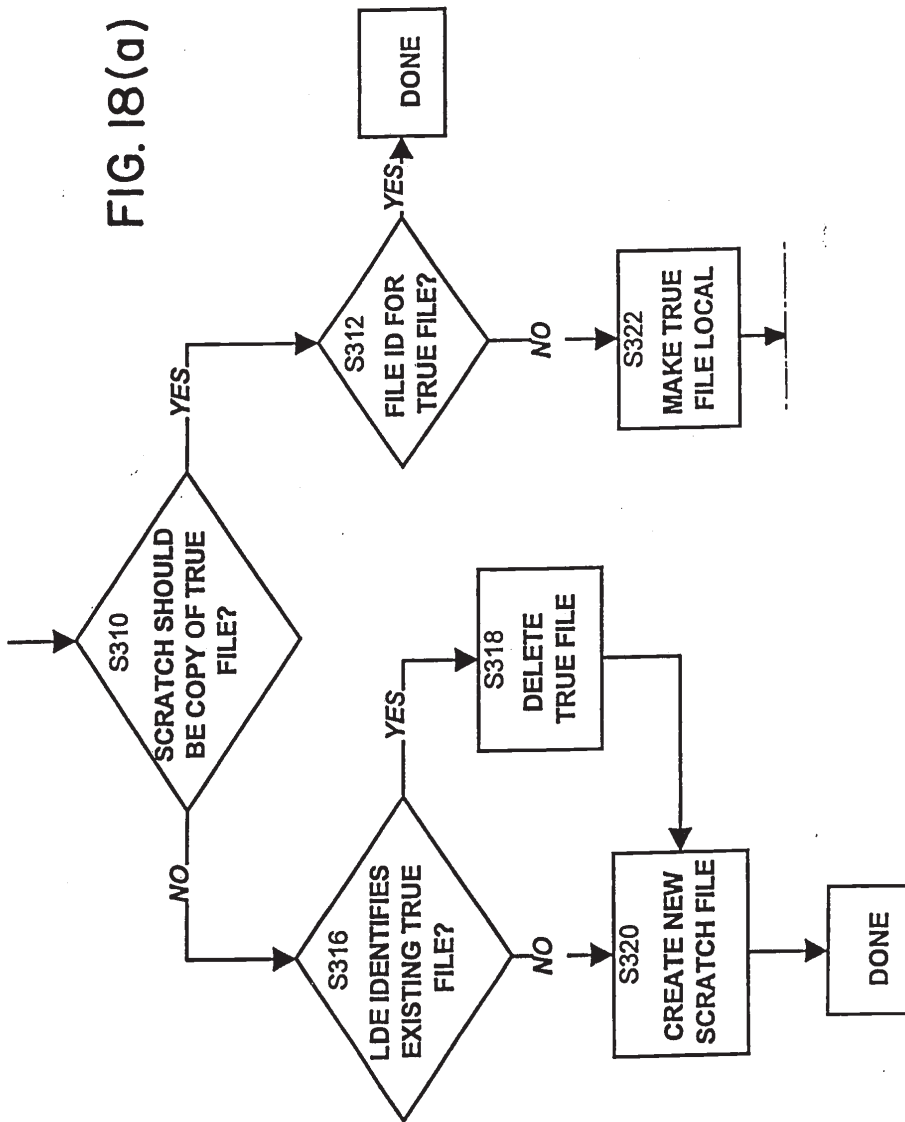 FIG. 18(a)
S310
SCRATCH SHOULD
BE COPY OF TRUE
FILE?
NO
YES
S316
LDE IDENTIFIES
EXISTING TRUE
FILE?
YES
NO
S318
DELETE
TRUE FILE
S320
CREATE NEW
SCRATCH FILE
DONE
S312
FILE ID FOR
TRUE FILE?
YES
DONE
NO
S322
MAKE TRUE
FILE LOCAL